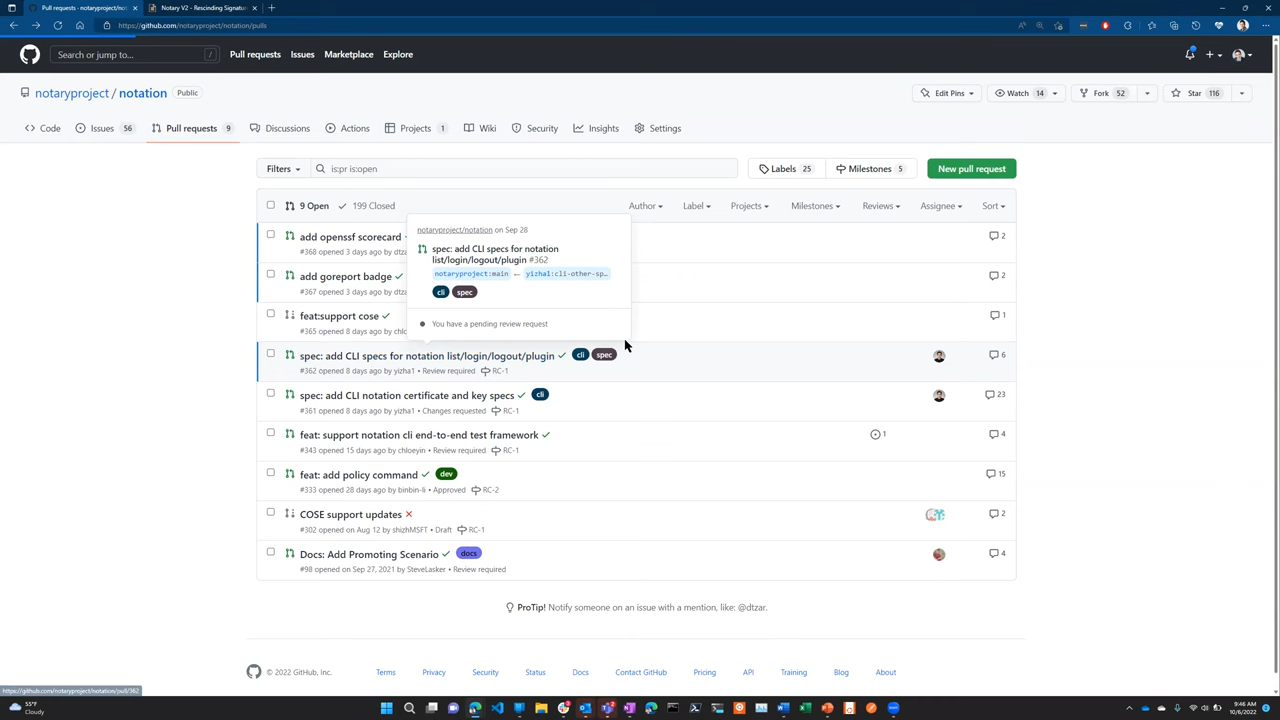 Pull requests · notaryproject/not
Notary V2 - Rescinding Signatur
https://github.com/notaryproject/notation/pulls
Search or jump to... /
Pull requests Issues Marketplace Explore
notaryproject / notation Public
Edit Pins Watch 14 Fork 52 Star 116
Code Issues 56 Pull requests 9 Discussions Actions Projects 1 Wiki Security Insights Settings
Filters is:pr is:open Labels 25 Milestones 5 New pull request
9 Open 199 Closed Author Label Projects Milestones Reviews Assignee Sort
notaryproject/notation on Sep 28
spec: add CLI specs for notation
list/login/logout/plugin #362
notaryproject:main ← yizha1:cli-other-sp…
cli spec
You have a pending review request
add openssf scorecard 2
#368 opened 3 days ago by dtza
add goreport badge 2
#367 opened 3 days ago by dtza
feat:support cose 1
#365 opened 8 days ago by chlo
spec: add CLI specs for notation list/login/logout/plugin cli spec 6
#362 opened 8 days ago by yizha1 • Review required RC-1
spec: add CLI notation certificate and key specs cli 23
#361 opened 8 days ago by yizha1 • Changes requested RC-1
feat: support notation cli end-to-end test framework 1 4
#343 opened 15 days ago by chloeyin • Review required RC-1
feat: add policy command dev 15
#333 opened 28 days ago by binbin-li • Approved RC-2
COSE support updates 2
#302 opened on Aug 12 by shizhMSFT • Draft RC-1
Docs: Add Promoting Scenario docs 4
#98 opened on Sep 27, 2021 by SteveLasker • Review required
ProTip! Notify someone on an issue with a mention, like: @dtzar.
© 2022 GitHub, Inc. Terms Privacy Security Status Docs Contact GitHub Pricing API Training Blog About
https://github.com/notaryproject/notation/pull/362
55°F
Cloudy
9:46 AM
10/6/2022